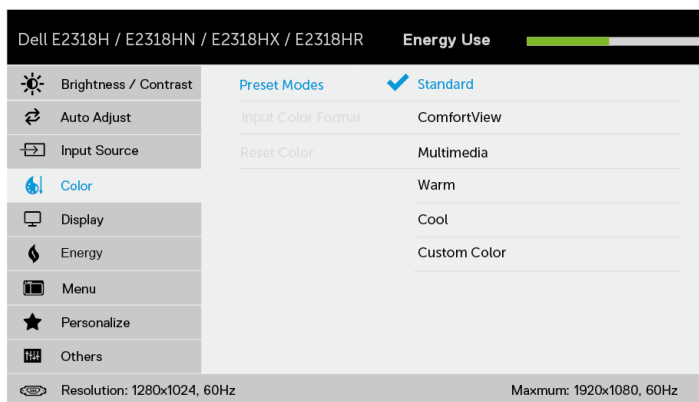 Dell E2318H / E2318HN / E2318HX / E2318HR Energy Use
Brightness / Contrast Preset Modes Standard
Auto Adjust Input Color Format ComfortView
Input Source Reset Color Multimedia
Color Warm
Display Cool
Energy Custom Color
Menu
Personalize
Others
Resolution: 1280x1024, 60Hz Maxmum: 1920x1080, 60Hz